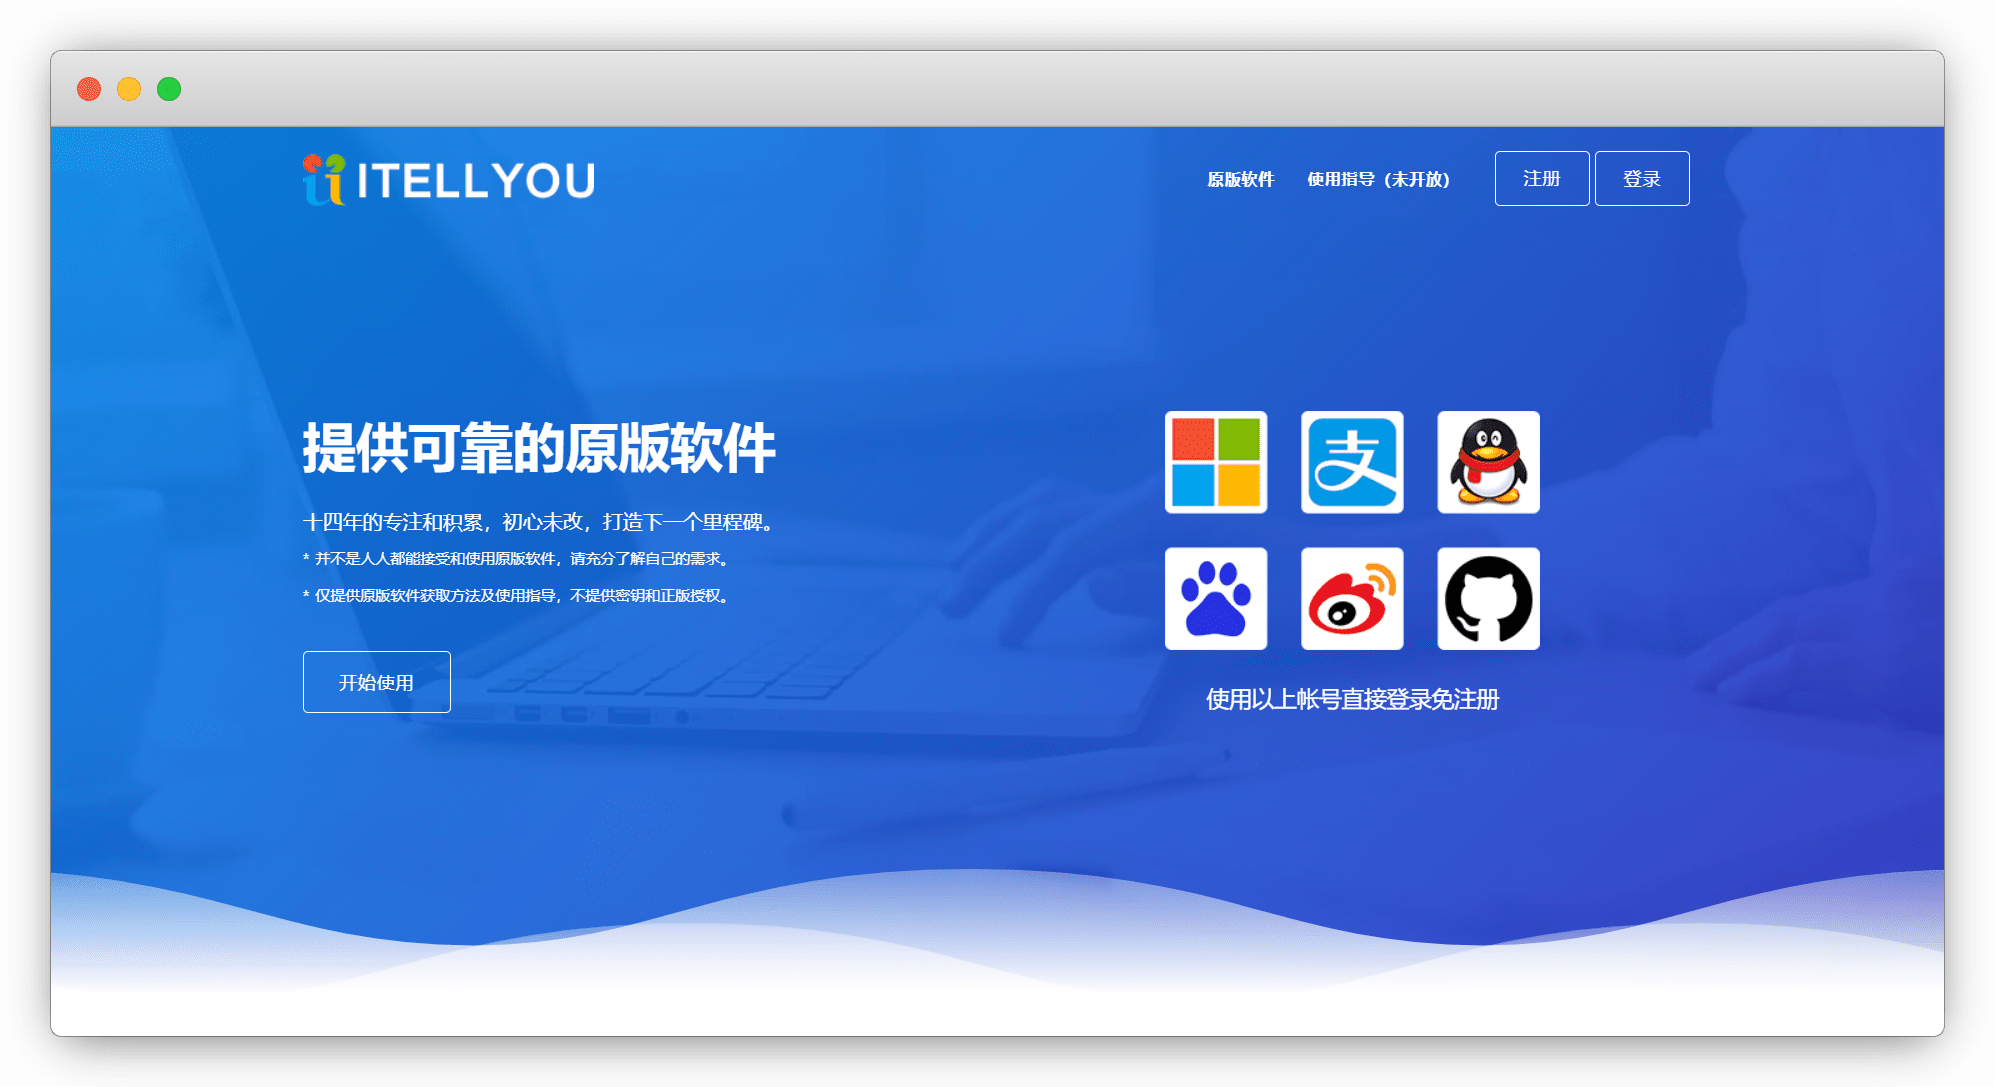 ITELLYOU
原版软件
使用指导（未开放）
注册
登录
提供可靠的原版软件
十四年的专注和积累，初心未改，打造下一个里程碑。
* 并不是人人都能接受和使用原版软件，请充分了解自己的需求。
* 仅提供原版软件获取方法及使用指导，不提供密钥和正版授权。
开始使用
支
使用以上帐号直接登录免注册